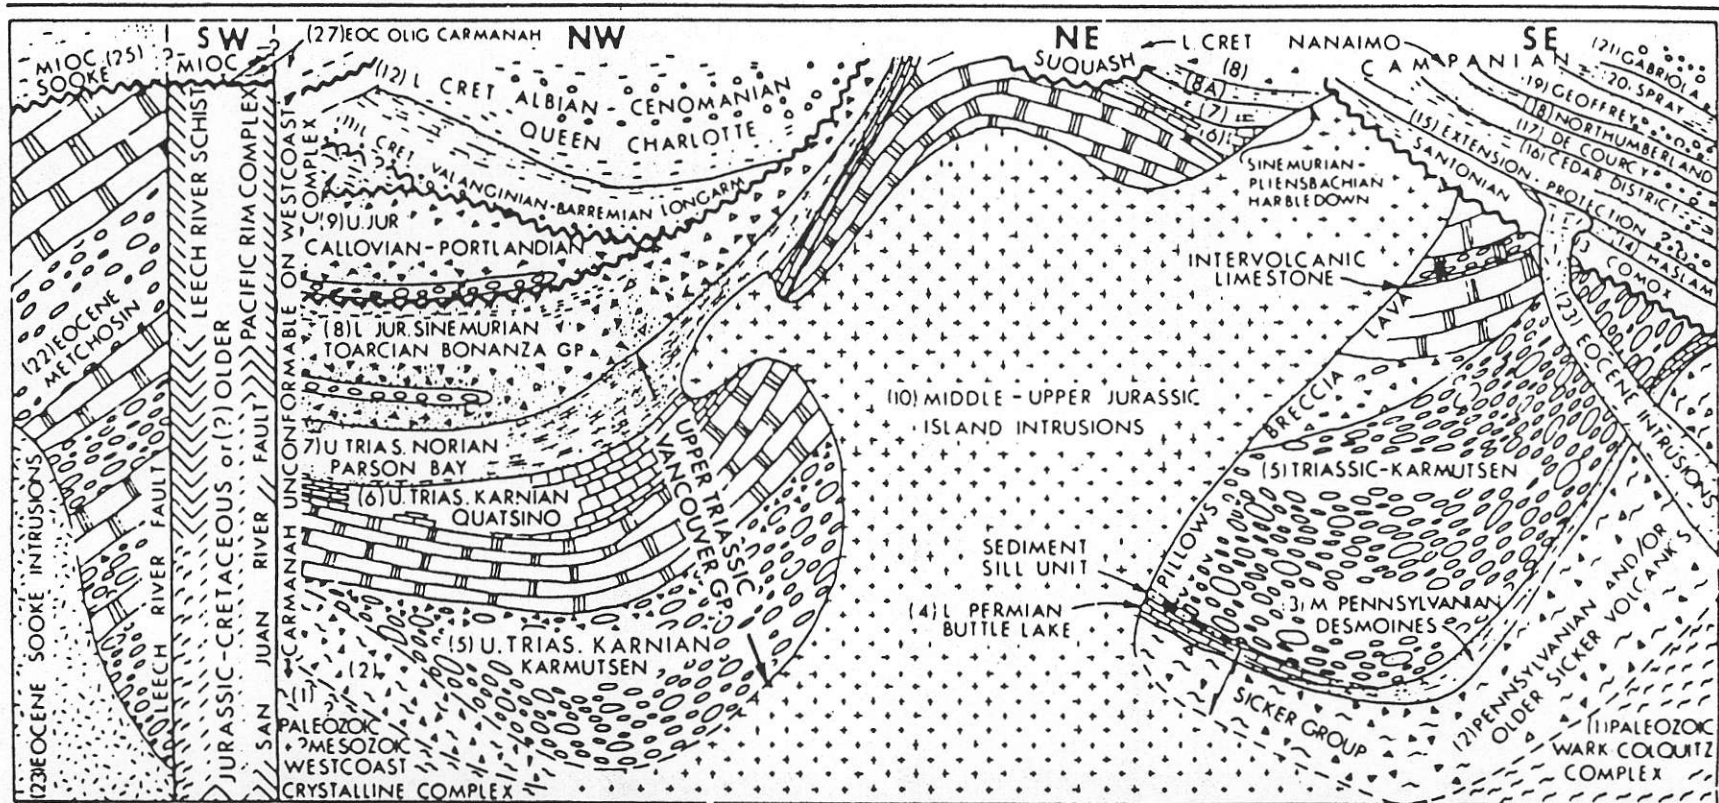 SW
(27)EOC OLIG CARMANAH
NW
NE
SE
MIOC (25)
SOOKE
MIOC
LEECH RIVER SCHIST
PACIFIC RIM COMPLEX
JURASSIC-CRETACEOUS or(?) OLDER
LEECH RIVER FAULT
SAN JUAN RIVER FAULT
(22)EOCENE
METCHOSIN
(23)EOCENE SOOKE INTRUSIONS
CARMANAH UNCONFORMABLE ON WESTCOAST
COMPLEX
(12) L CRET ALBIAN-CENOMANIAN
QUEEN CHARLOTTE
(11)L CRET VALANGINIAN-BARREMIAN LONGARM
(9)U.JUR
CALLOVIAN-PORTLANDIAN
(8)L JUR.SINEMURIAN
TOARCIAN BONANZA GP
7)U TRIAS. NORIAN
PARSON BAY
(6)U.TRIAS. KARNIAN
QUATSINO
UPPER TRIASSIC
VANCOUVER GP
(5)U.TRIAS. KARNIAN
KARMUTSEN
(2)
(1)
PALEOZOIC
?MESOZOIC
WESTCOAST
CRYSTALLINE COMPLEX
SUQUASH
L CRET
(8)
(8A)
(7)
(6)
SINEMURIAN-
PLIENSBACHIAN
HARBLEDOWN
NANAIMO
CAMPANIAN
(21)GABRIOLA
20. SPRAY
19) GEOFFREY
(18)NORTHUMBERLAND
(17) DE COURCY
(16)CEDAR DISTRICT
(15) EXTENSION-PROTECTION
SANTONIAN
(14) HASLAM
13
COMOX
INTERVOLCANIC
LIMESTONE
(23) EOCENE INTRUSIONS
PILLOWS
BRECCIA
LAVA
(10)MIDDLE-UPPER JURASSIC
ISLAND INTRUSIONS
(5)TRIASSIC-KARMUTSEN
SEDIMENT
SILL UNIT
(4)L PERMIAN
BUTTLE LAKE
3) M PENNSYLVANIAN
DESMOINES
SICKER GROUP
(2)PENNSYLVANIAN AND/OR
OLDER SICKER VOLCANK'S
(1)PALEOZOIC
WARK-COLQUITZ
COMPLEX